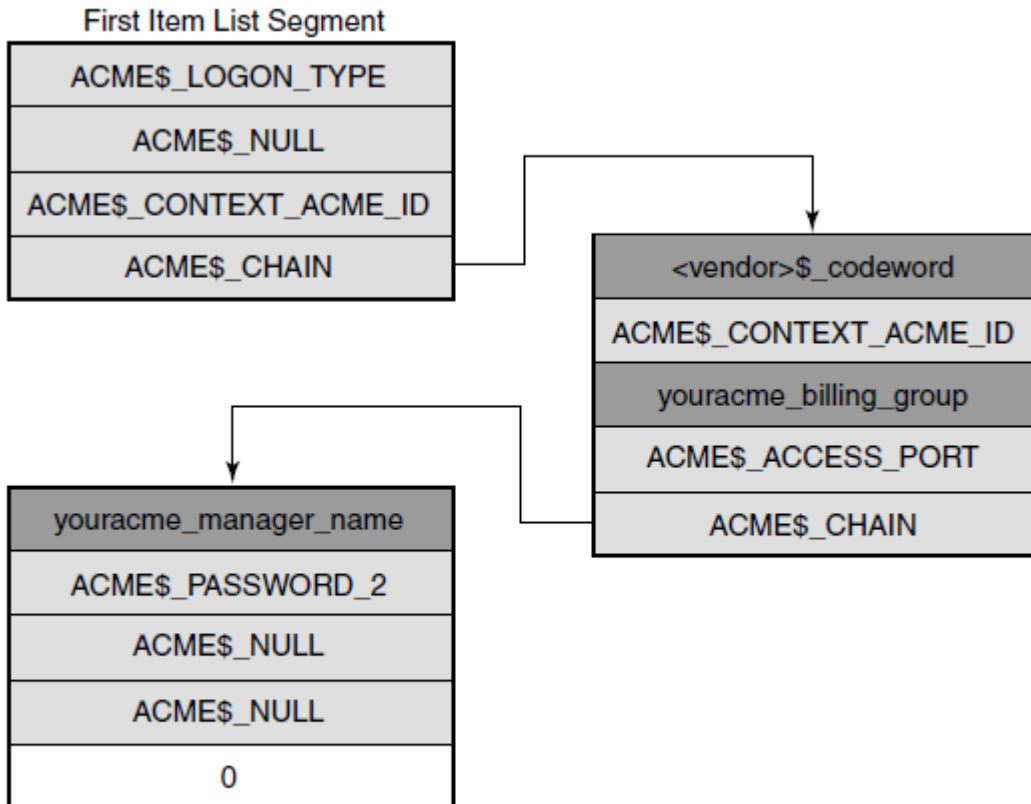 First Item List Segment
ACME$_LOGON_TYPE
ACME$_NULL
ACME$_CONTEXT_ACME_ID
ACME$_CHAIN
<vendor>$_codeword
ACME$_CONTEXT_ACME_ID
youracme_billing_group
ACME$_ACCESS_PORT
ACME$_CHAIN
youracme_manager_name
ACME$_PASSWORD_2
ACME$_NULL
ACME$_NULL
0